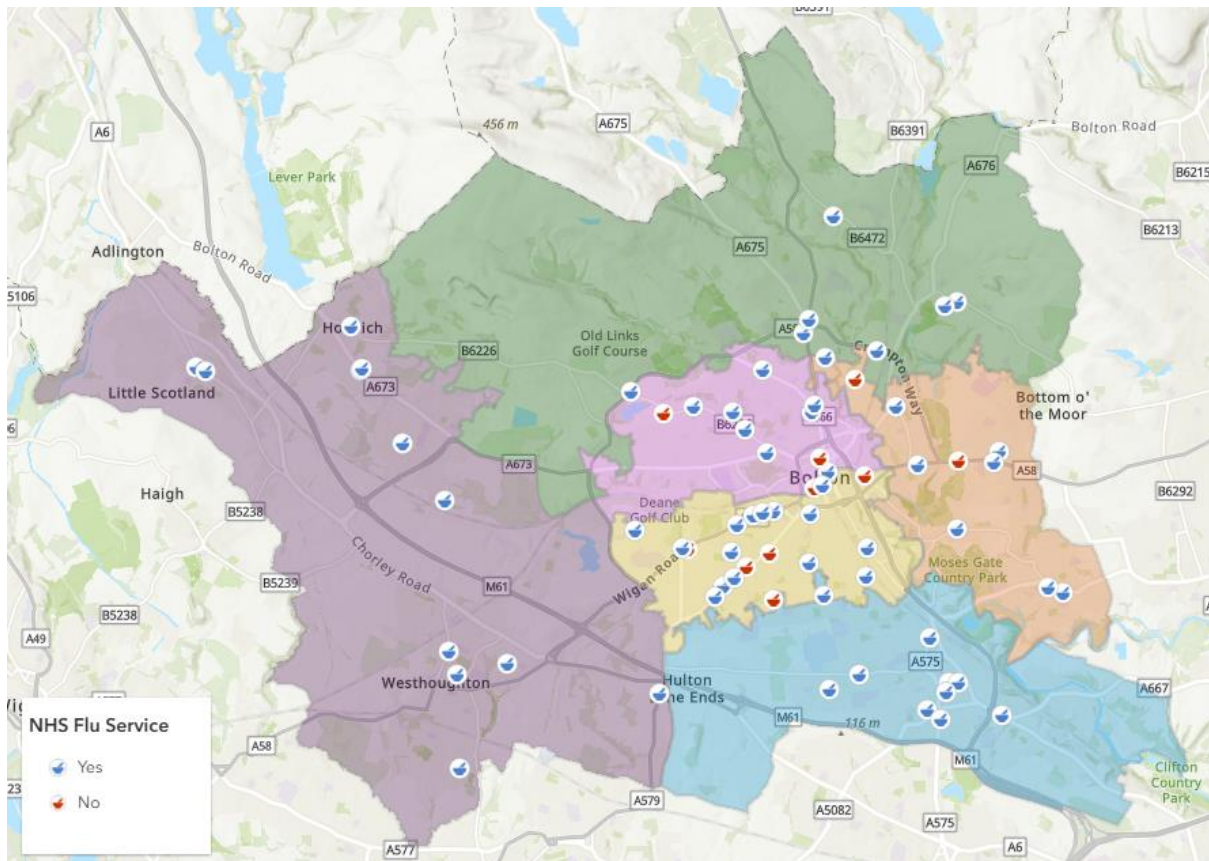 B6391
A6
456 m
A675
B6391
Bolton Road
A676
B6215
Lever Park
B6472
B6213
Adlington
Bolton Road
A675
5106
Old Links
Golf Course
B6226
Crompton Way
Little Scotland
A673
Bottom o'
the Moor
A673
A58
Bolton
Haigh
B5238
Deane
Golf Club
B6292
Chorley Road
M61
Wigan Road
Moses Gate
Country Park
B5239
B5238
A49
A575
Westhoughton
Hulton
A667
M61
116 m
A58
M61
Clifton
Country
Park
A579
A5082
A575
A577
A6
NHS Flu Service
Yes
No